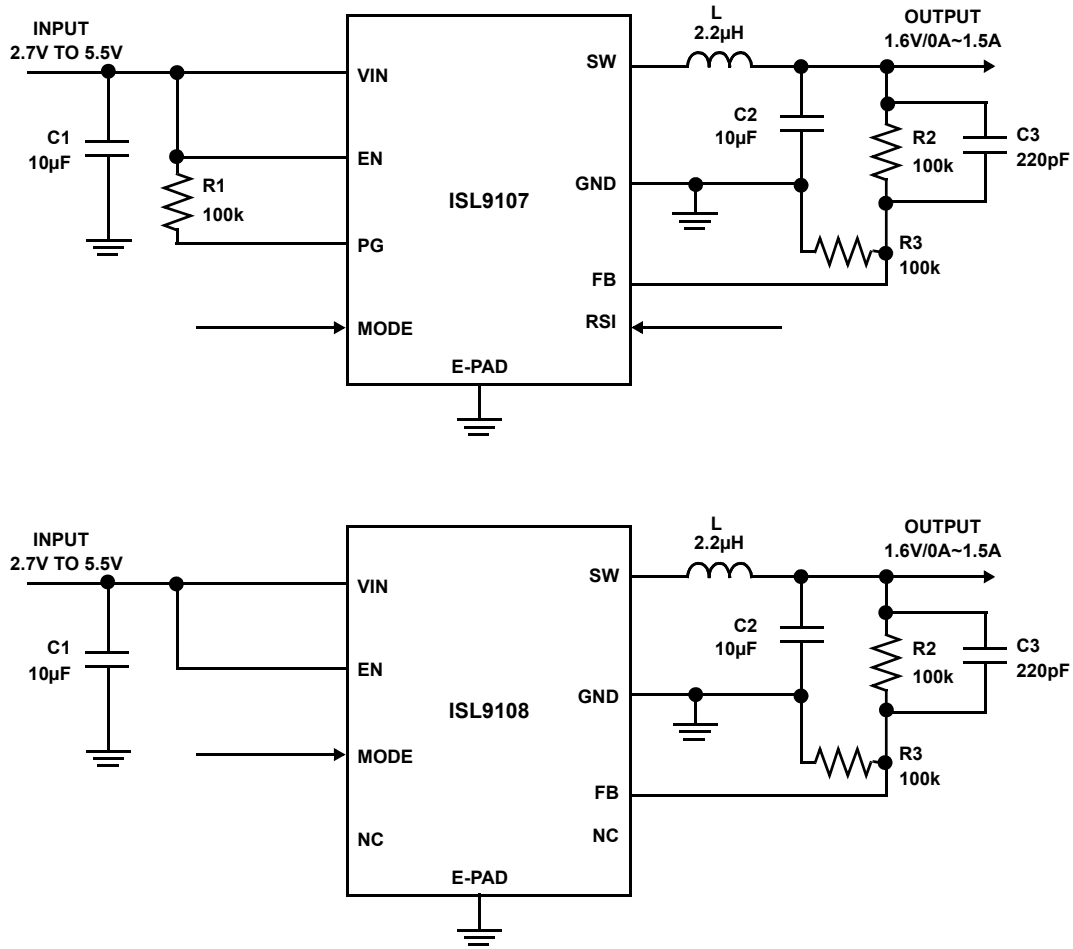 INPUT
2.7V TO 5.5V
C1
10µF
R1
100k
VIN
EN
PG
MODE
ISL9107
E-PAD
SW
GND
FB
RSI
L
2.2µH
C2
10µF
OUTPUT
1.6V/0A~1.5A
R2
100k
C3
220pF
R3
100k
INPUT
2.7V TO 5.5V
C1
10µF
VIN
EN
MODE
NC
ISL9108
E-PAD
SW
GND
FB
NC
L
2.2µH
C2
10µF
OUTPUT
1.6V/0A~1.5A
R2
100k
C3
220pF
R3
100k